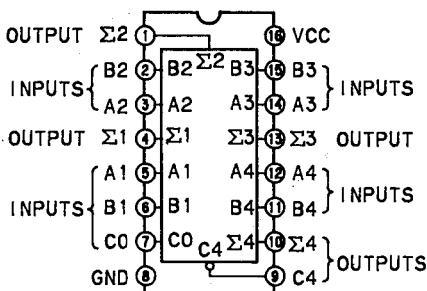 OUTPUT Σ2 1 16 VCC
Σ2
INPUTS B2 2 B2 B3 15 B3 INPUTS
A2 3 A2 A3 14 A3
OUTPUT Σ1 4 Σ1 Σ3 13 Σ3 OUTPUT
INPUTS A1 5 A1 A4 12 A4 INPUTS
B1 6 B1 B4 11 B4
C0 7 C0 Σ4 10 Σ4 OUTPUTS
C4
GND 8 9 C4